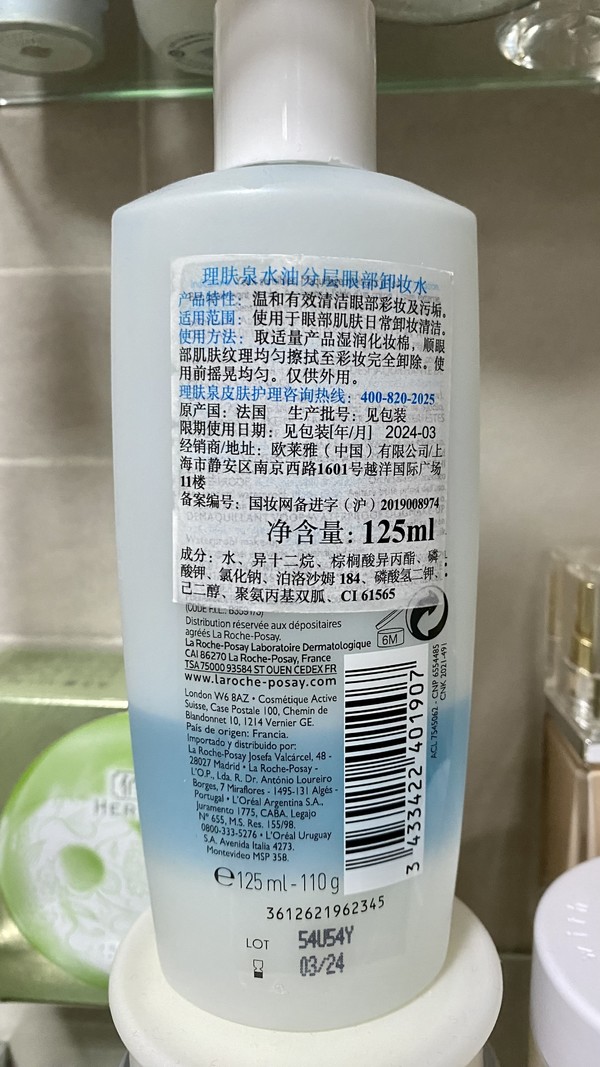 理肤泉水油分层眼部卸妆水
产品特性：温和有效清洁眼部彩妆及污垢。
适用范围：使用于眼部肌肤日常卸妆清洁。
使用方法：取适量产品湿润化妆棉，顺眼
部肌肤纹理均匀擦拭至彩妆完全卸除。使
用前摇晃均匀。仅供外用。
理肤泉皮肤护理咨询热线：400-820-2025
原产国：法国 生产批号：见包装
限期使用日期：见包装[年/月] 2024-03
经销商/地址：欧莱雅（中国）有限公司/上
海市静安区南京西路1601号越洋国际广场
11楼
备案编号：国妆网备进字（沪）2019008974
净含量：125ml
成分：水、异十二烷、棕榈酸异丙酯、磷
酸钾、氯化钠、泊洛沙姆 184、磷酸氢二钾、
己二醇、聚氨丙基双胍、CI 61565
Distribution réservée aux dépositaires
agréés La Roche-Posay.
La Roche-Posay Laboratoire Dermatologique
CAI 86270 La Roche-Posay, France
TSA 75000 93584 ST OUEN CEDEX FR
www.laroche-posay.com
6M
London W6 8AZ • Cosmétique Active
Suisse, Case Postale 100, Chemin de
Blandonnet 10, 1214 Vernier GE.
País de origen: Francia.
Importado y distribuido por:
La Roche-Posay Josefa Valcárcel, 48 -
28027 Madrid • La Roche-Posay -
L'O.P., Lda. R. Dr. António Loureiro
Borges, 7 Miraflores - 1495-131 Algés -
Portugal • L'Oréal Argentina S.A.,
Juramento 1775, CABA. Legajo
N° 655, M.S. Res. 155/98.
0800-333-5276 • L'Oréal Uruguay
S.A. Avenida Italia 4273.
Montevideo MSP 358.
ACL 7545062 - CNP 6554485
CNK 2021-491
3 433422 401907
℮125 ml - 110 g
3612621962345
LOT 54U54Y
03/24
HER